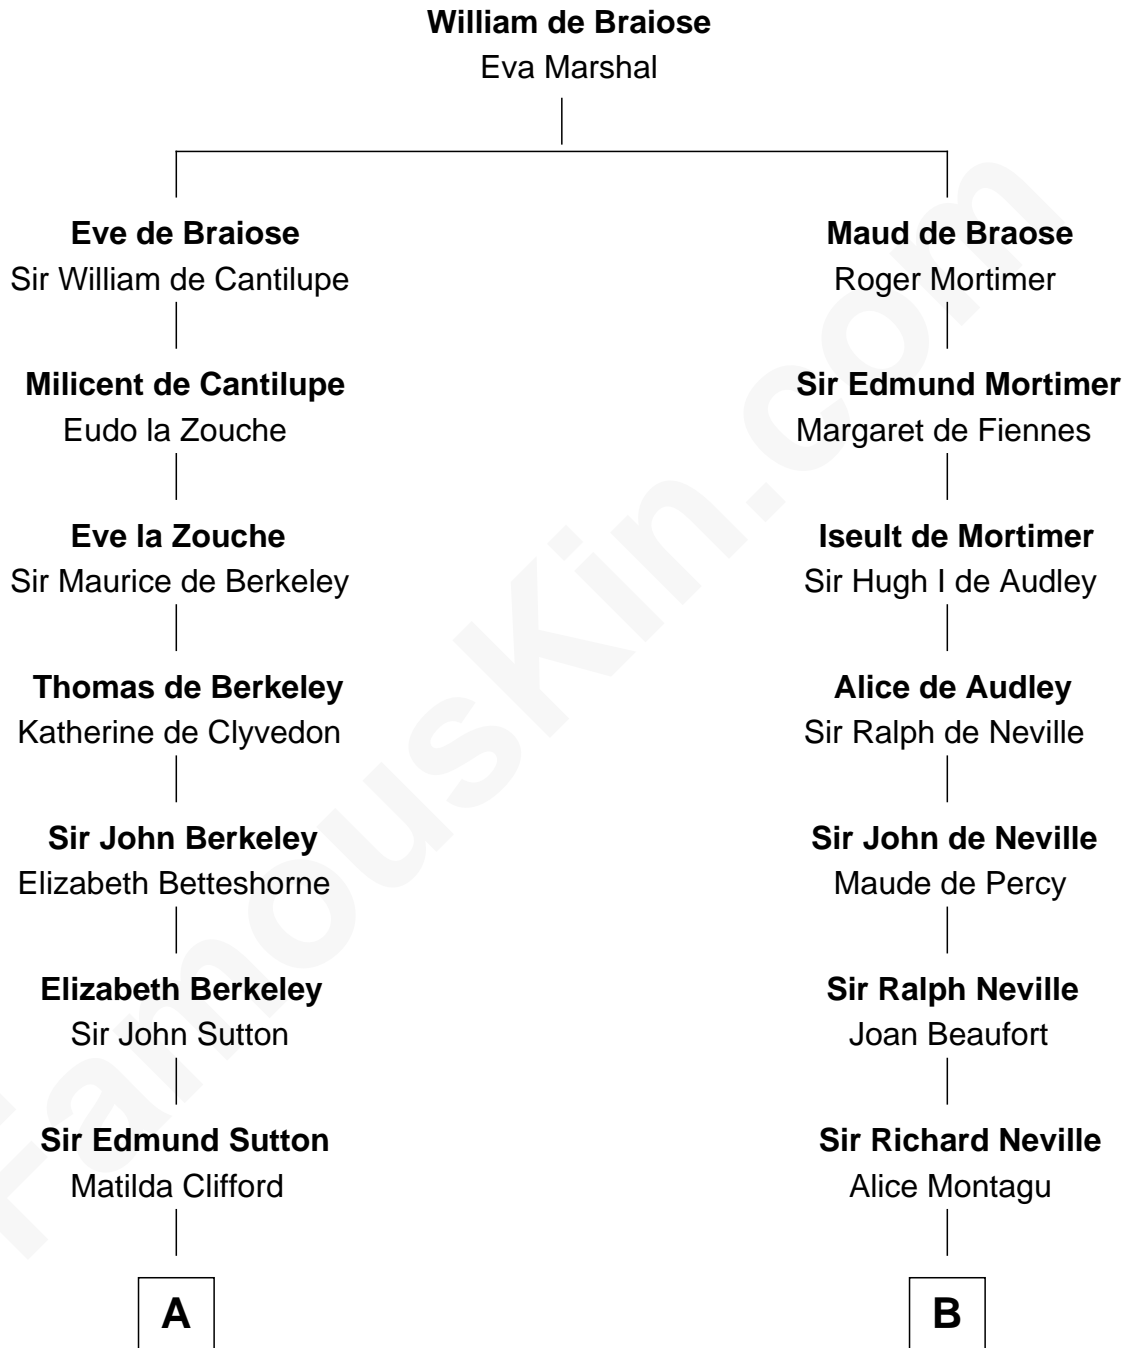 William de Braiose
Eva Marshal
Eve de Braiose
Sir William de Cantilupe
Maud de Braose
Roger Mortimer
Milicent de Cantilupe
Eudo la Zouche
Sir Edmund Mortimer
Margaret de Fiennes
Eve la Zouche
Sir Maurice de Berkeley
Iseult de Mortimer
Sir Hugh I de Audley
Thomas de Berkeley
Katherine de Clyvedon
Alice de Audley
Sir Ralph de Neville
Sir John Berkeley
Elizabeth Betteshorne
Sir John de Neville
Maude de Percy
Elizabeth Berkeley
Sir John Sutton
Sir Ralph Neville
Joan Beaufort
Sir Edmund Sutton
Matilda Clifford
Sir Richard Neville
Alice Montagu
A
B
FamousKin.com